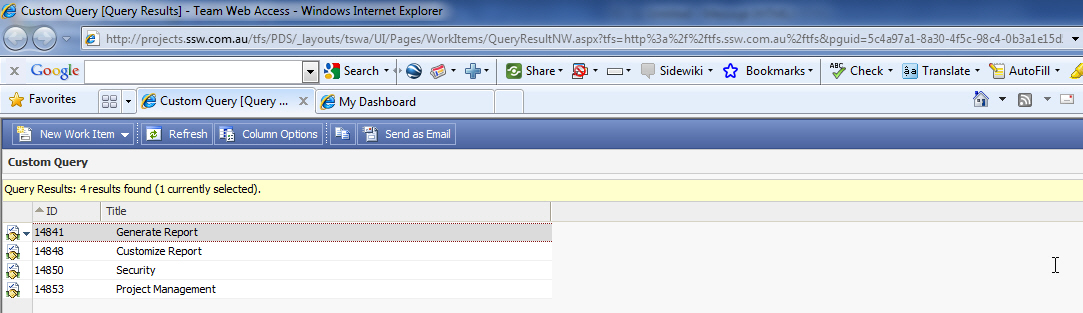 Custom Query [Query Results] - Team Web Access - Windows Internet Explorer
http://projects.ssw.com.au/tfs/PDS/_layouts/tswa/UI/Pages/WorkItems/QueryResultNW.aspx?tfs=http%3a%2f%2ftfs.ssw.com.au%2ftfs&pguid=5c4a97a1-8a30-4f5c-98c4-0b3a1e15d
x Google Search Share Sidewiki Bookmarks ABC Check Translate AutoFill
Favorites Custom Query [Query ... x My Dashboard
New Work Item Refresh Column Options Send as Email
Custom Query
Query Results: 4 results found (1 currently selected).
ID Title
14841 Generate Report
14848 Customize Report
14850 Security
14853 Project Management